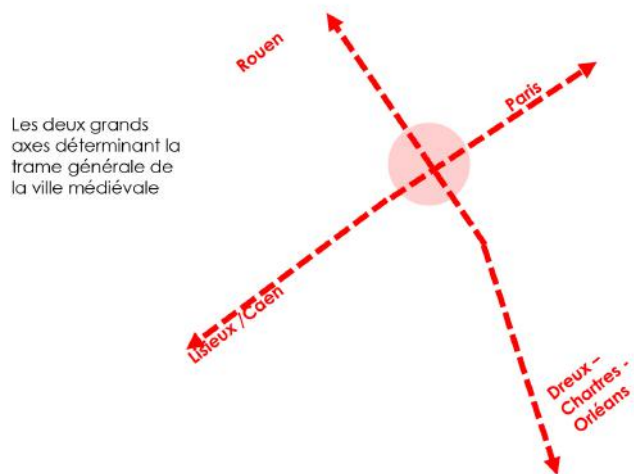 Rouen
Paris
Les deux grands
axes déterminant la
trame générale de
la ville médiévale
Lisieux /Caen
Dreux –
Chartres -
Orléans